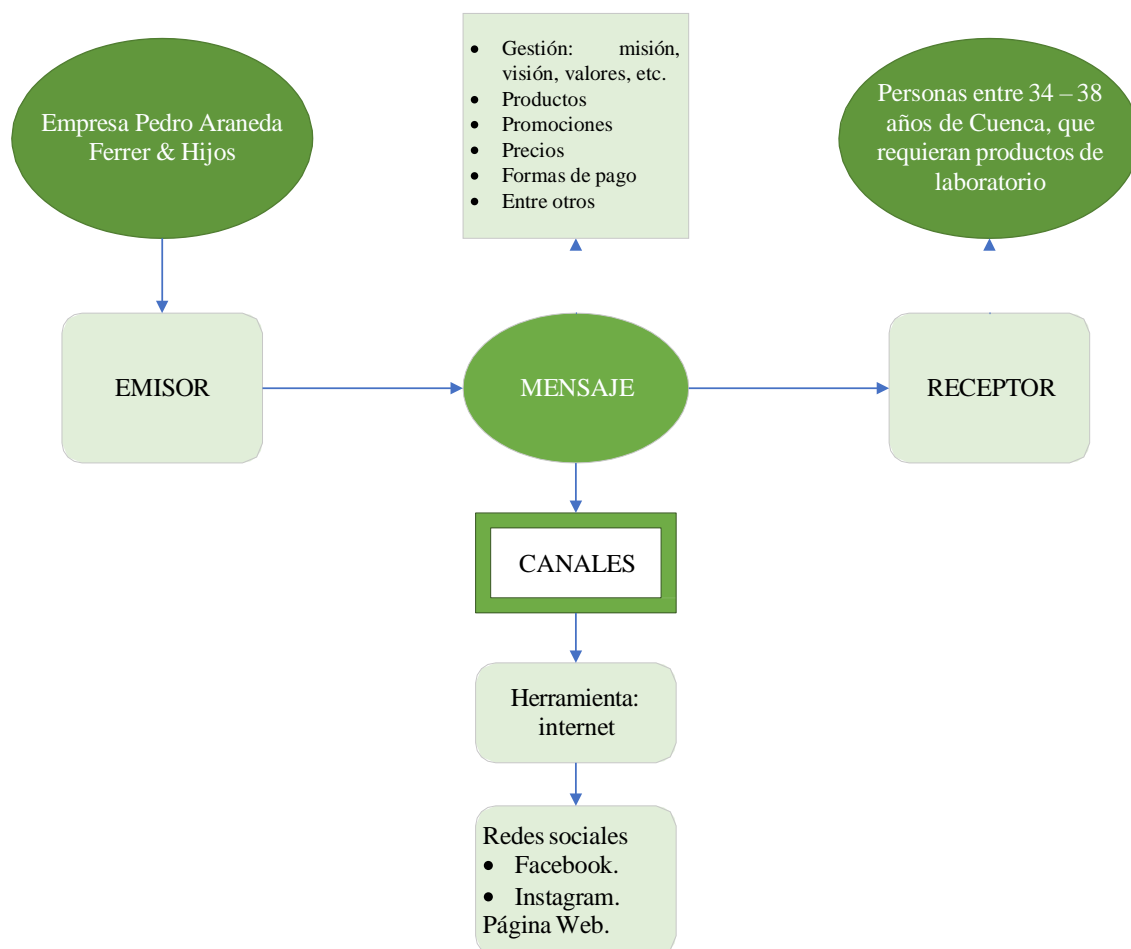 Empresa Pedro Araneda
Ferrer & Hijos
• Gestión: misión,
visión, valores, etc.
• Productos
• Promociones
• Precios
• Formas de pago
• Entre otros
Personas entre 34 – 38
años de Cuenca, que
requieran productos de
laboratorio
EMISOR
MENSAJE
RECEPTOR
CANALES
Herramienta:
internet
Redes sociales
• Facebook.
• Instagram.
Página Web.